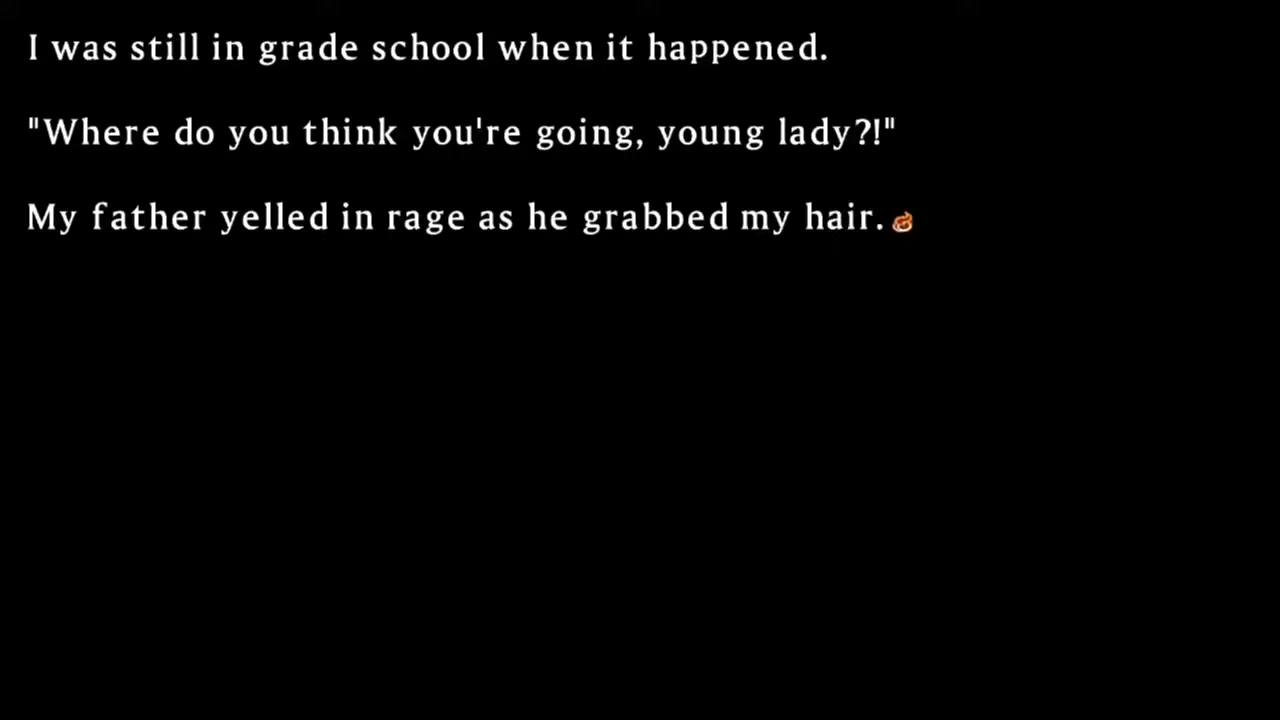 I was still in grade school when it happened.
"Where do you think you're going, young lady?!"
My father yelled in rage as he grabbed my hair.